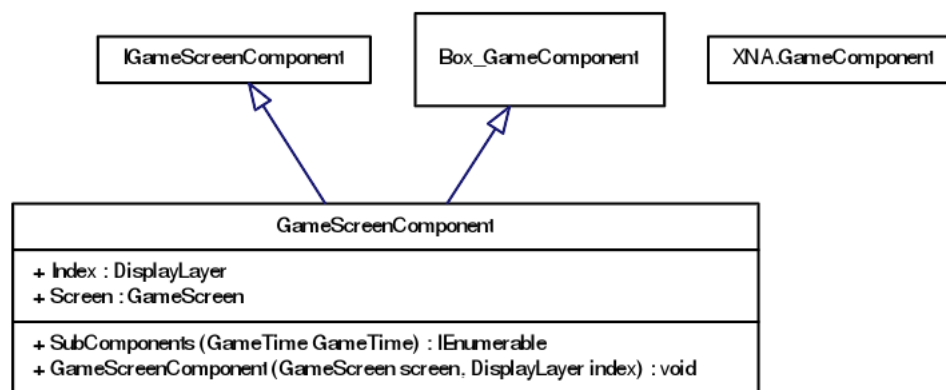 IGameScreenComponent
Box_GameComponent
XNA.GameComponent
GameScreenComponent
+ Index : DisplayLayer
+ Screen : GameScreen
+ SubComponents (GameTime GameTime) : IEnumerable
+ GameScreenComponent (GameScreen screen, DisplayLayer index) : void